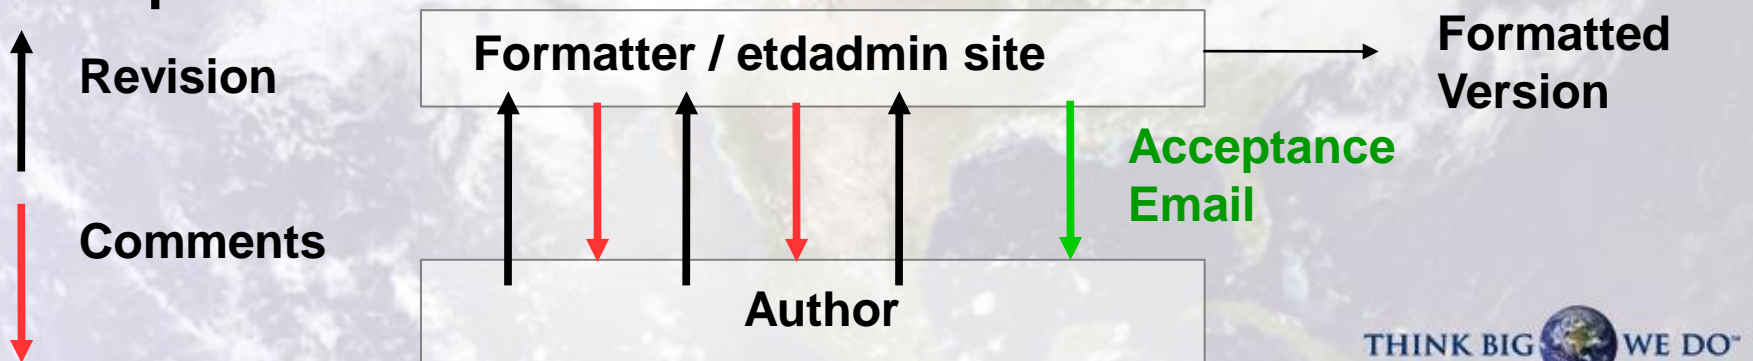 Revision
Comments
Formatter / etdadmin site
Author
Acceptance
Email
Formatted
Version
THINK BIG WE DO